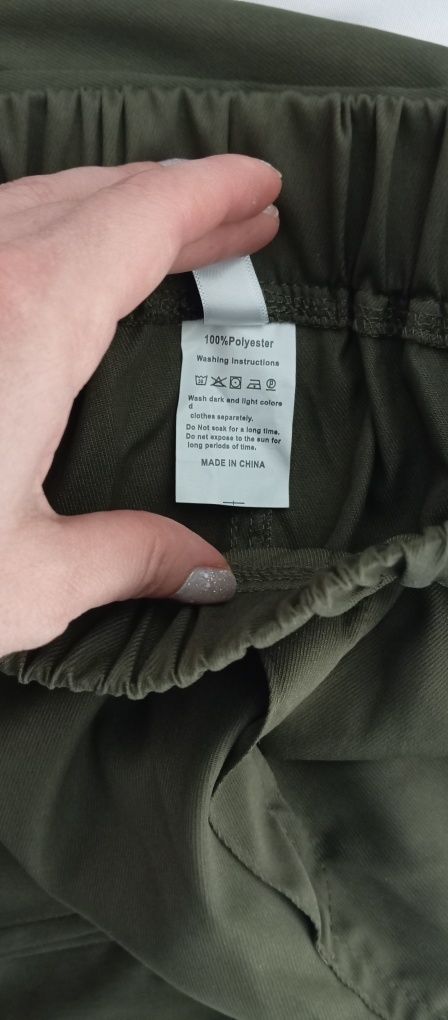 100%Polyester
Washing Instructions
Wash dark and light colore
d
clothes separately.
Do Not soak for a long time.
Do net expose to the sun for
long periods of time.
MADE IN CHINA